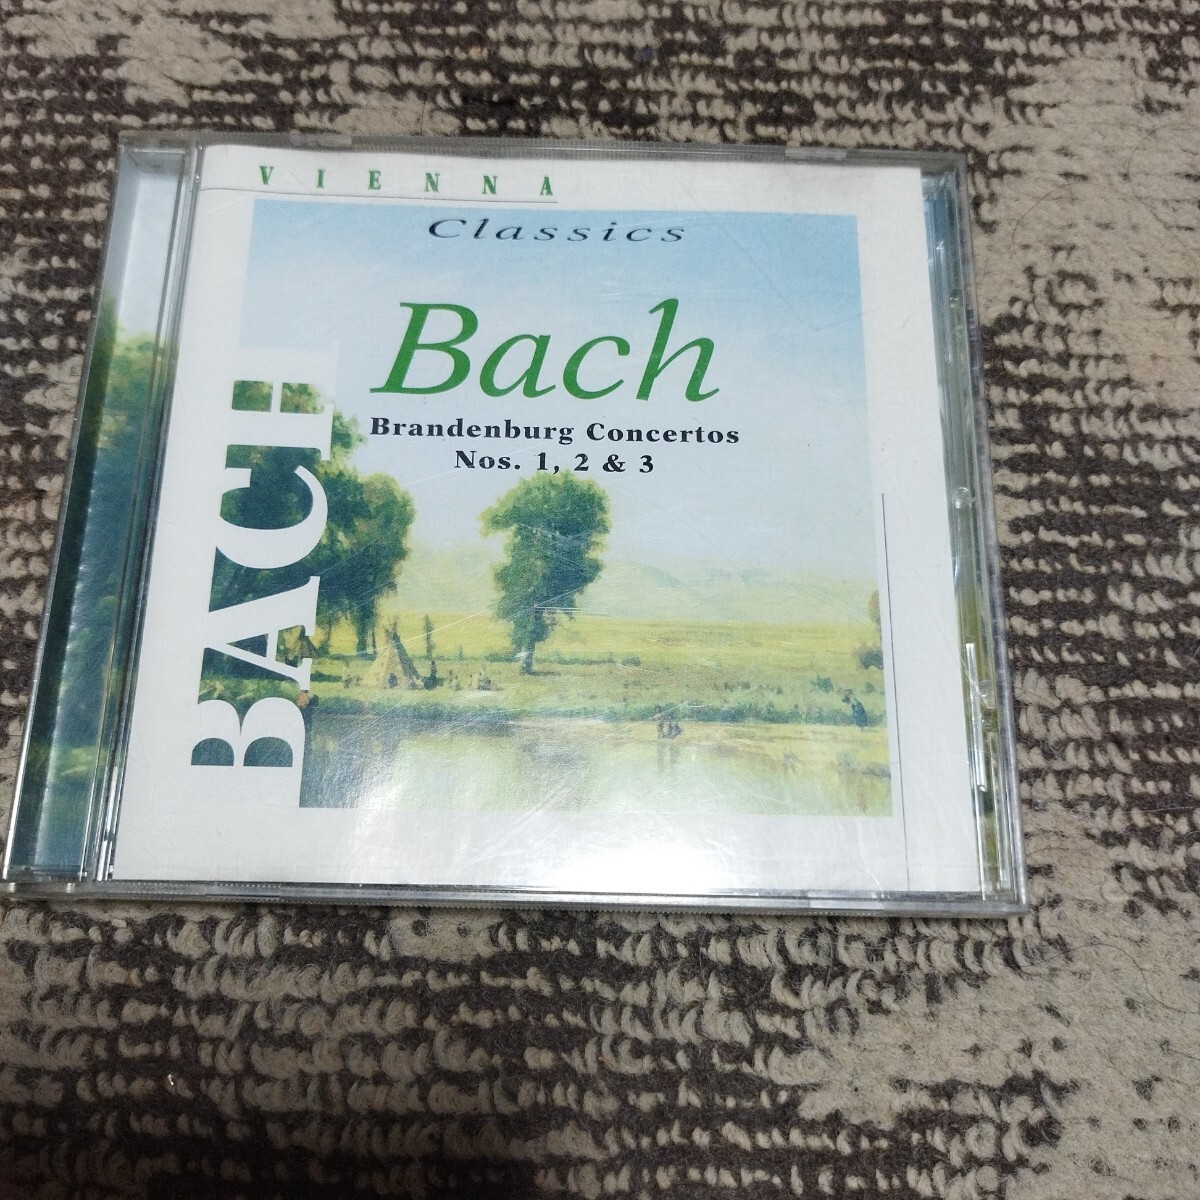 VIENNA
Classics
Bach
Brandenburg Concertos
Nos. 1, 2 & 3
BACH